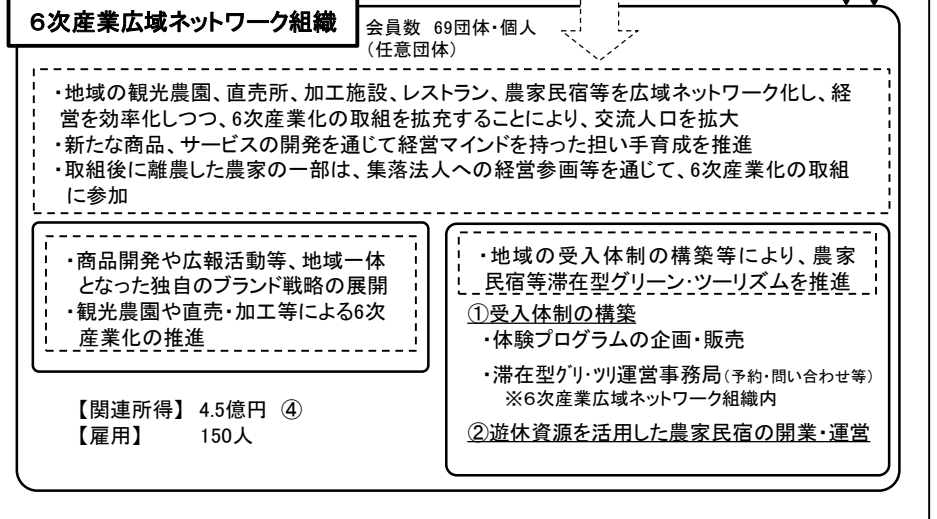 6次産業広域ネットワーク組織
会員数 69団体・個人
(任意団体)
・地域の観光農園、直売所、加工施設、レストラン、農家民宿等を広域ネットワーク化し、経
営を効率化しつつ、6次産業化の取組を拡充することにより、交流人口を拡大
・新たな商品、サービスの開発を通じて経営マインドを持った担い手育成を推進
・取組後に離農した農家の一部は、集落法人への経営参画等を通じて、6次産業化の取組
に参加
・商品開発や広報活動等、地域一体
となった独自のブランド戦略の展開
・観光農園や直売・加工等による6次
産業化の推進
【関連所得】 4.5億円 ④
【雇用】 150人
・地域の受入体制の構築等により、農家
民宿等滞在型グリーン・ツーリズムを推進
①受入体制の構築
・体験プログラムの企画・販売
・滞在型グリ・ツリ運営事務局(予約・問い合わせ等)
※6次産業広域ネットワーク組織内
②遊休資源を活用した農家民宿の開業・運営